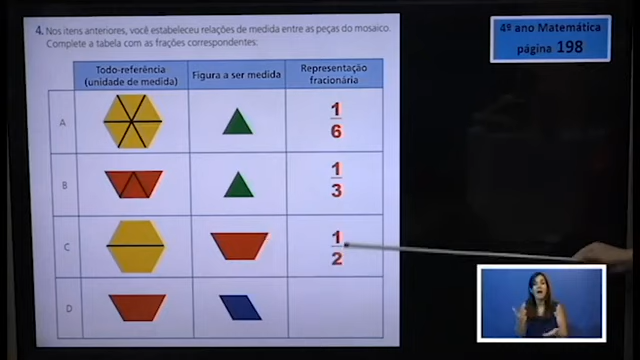 4. Nos itens anteriores, você estabeleceu relações de medida entre as peças do mosaico.
Complete a tabela com as frações correspondentes:
4º ano Matemática
página 198
Todo-referência
(unidade de medida)
Figura a ser medida
Representação
fracionária
A
1
6
B
1
3
C
1
2
D